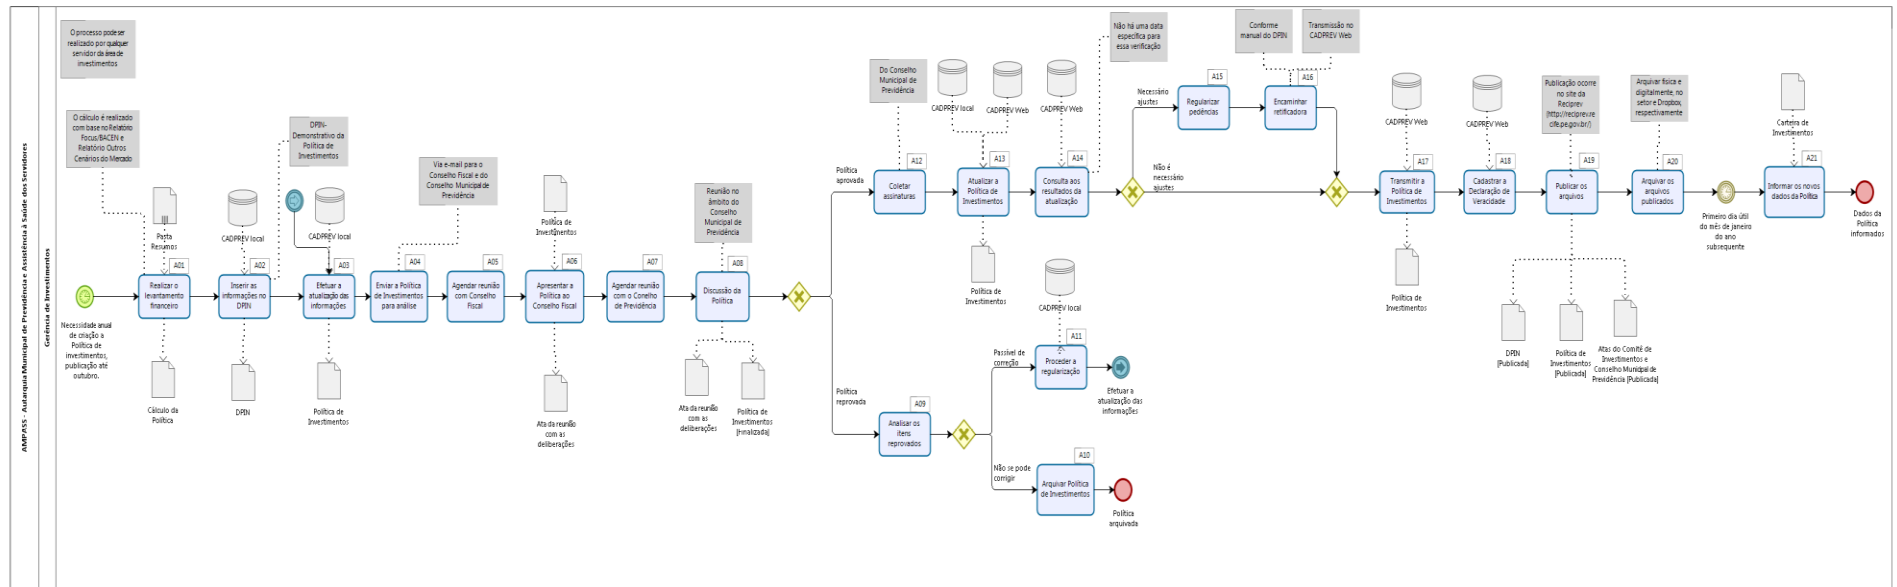 AMPASS - Autarquia Municipal de Previdência e Assistência à Saúde dos Servidores
Gerência de Investimentos
O processo pode ser
realizado por qualquer
servidor da área de
investimentos
O cálculo é realizado
com base no Relatório
Focus/BACEN e
Relatório Outros
Cenários do Mercado
Necessidade anual
de criação a
Política de
investimentos,
publicação até
outubro.
Pasta
Resumos
A01
Realizar o
levantamento
financeiro
Cálculo da
Política
CADPREV local
A02
Inserir as
informações no
DPIN
DPIN
DPIN-
Demonstrativo da
Política de
Investimentos
CADPREV local
A03
Efetuar a
atualização das
informações
Política de
Investimentos
Via e-mail para o
Conselho Fiscal e do
Conselho Municipal de
Previdência
A04
Enviar a Política
de Investimentos
para análise
A05
Agendar reunião
com Conselho
Fiscal
Política de
Investimentos
A06
Apresentar a
Política ao
Conselho Fiscal
Ata da reunião
com as
deliberações
A07
Agendar reunião
com o Conelho
de Previdência
Reunião no
âmbito do
Conselho
Municipal de
Previdência
A08
Discussão da
Política
Ata da reunião
com as
deliberações
Política de
Investimentos
[Finalizada]
Política
aprovada
Política
reprovada
A09
Analisar os
itens
reprovados
Passível de
correção
Não se pode
corrigir
CADPREV local
A11
Proceder a
regularização
Efetuar a
atualização das
informações
A10
Arquivar Política
de Investimentos
Política
arquivada
Do Conselho
Municipal de
Previdência
A12
Coletar
assinaturas
CADPREV local
CADPREV Web
A13
Atualizar a
Política de
Investimentos
Política de
Investimentos
CADPREV Web
A14
Consulta aos
resultados da
atualização
Não há uma data
específica para
essa verificação
Necessário
ajustes
Não é
necessário
ajustes
A15
Regularizar
pedências
Conforme
manual do DPIN
Transmissão no
CADPREV Web
A16
Encaminhar
retificadora
CADPREV Web
A17
Transmitir a
Política de
Investimentos
Política de
Investimentos
CADPREV Web
A18
Cadastrar a
Declaração de
Veracidade
Publicação ocorre
no site da
Reciprev
(http://reciprev.re
cife.pe.gov.br/)
A19
Publicar os
arquivos
DPIN
[Publicada]
Política de
Investimentos
[Publicada]
Atas do Comitê de
Investimentos e
Conselho Municipal de
Previdência [Publicada]
Arquivar física e
digitalmente, no
setor e Dropbox,
respectivamente
A20
Arquivar os
arquivos
publicados
Primeiro dia útil
do mês de janeiro
do ano
subsequente
Carteira de
Investimentos
A21
Informar os novos
dados da Política
Dados da
Política
informados